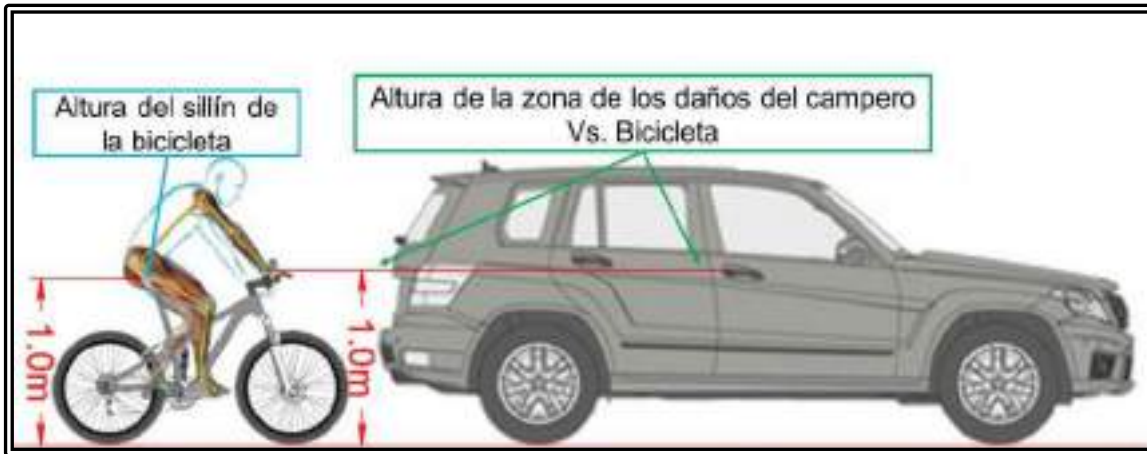 Altura del sillín de
la bicicleta
Altura de la zona de los daños del campero
Vs. Bicicleta
1.0m
1.0m